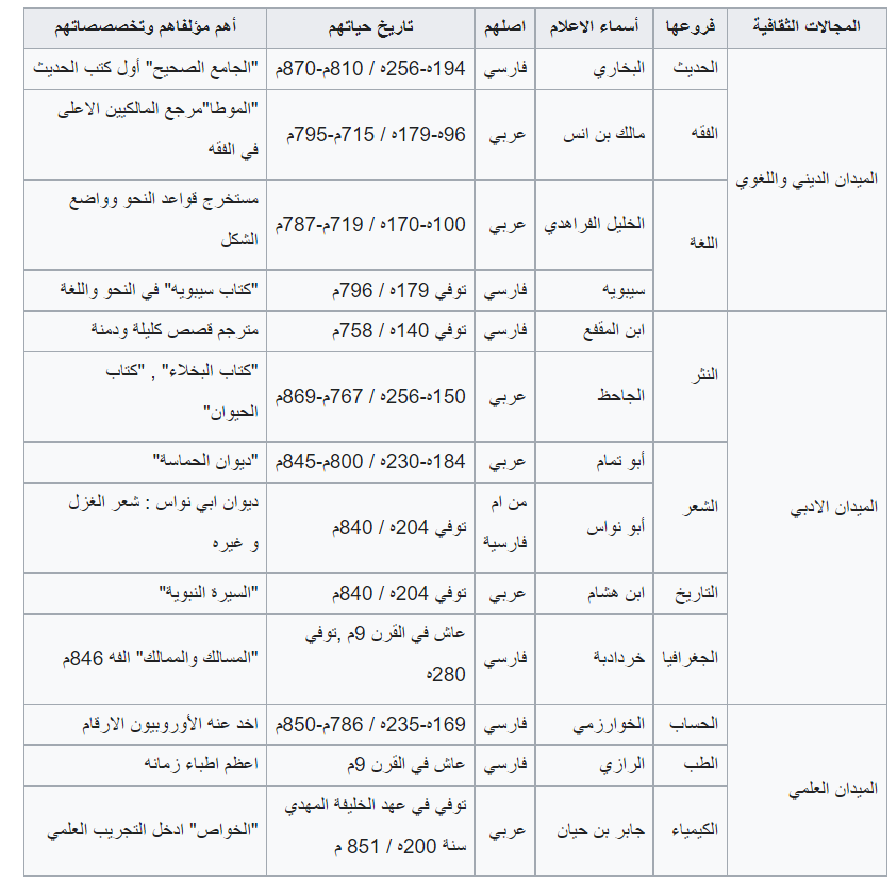 المجالات الثقافية فروعها أسماء الاعلام اصلهم تاريخ حياتهم أهم مؤلفاهم وتخصصصاتهم
الميدان الديني واللغوي
الحديث البخاري فارسي 194ه-256ه / 810م-870م "الجامع الصحيح" أول كتب الحديث
الفقه مالك بن انس عربي 96ه-179ه / 715م-795م "الموطا"مرجع المالكيين الاعلى
في الفقه
اللغة
الخليل الفراهدي عربي 100ه-170ه / 719م-787م مستخرج قواعد النحو وواضع
الشكل
سيبويه فارسي توفي 179ه / 796م "كتاب سيبويه" في النحو واللغة
الميدان الادبي
النثر
ابن المقفع فارسي توفي 140ه / 758م مترجم قصص كليلة ودمنة
الجاحظ عربي 150ه-256ه / 767م-869م "كتاب البخلاء" , "كتاب
الحيوان"
الشعر
أبو تمام عربي 184ه-230ه / 800م-845م "ديوان الحماسة"
أبو نواس من ام
فارسية
توفي 204ه / 840م
ديوان ابي نواس : شعر الغزل
و غيره
التاريخ ابن هشام عربي توفي 204ه / 840م "السيرة النبوية"
الجغرافيا خردادبة فارسي عاش في القرن 9م ,توفي
280ه
"المسالك والممالك" الفه 846م
الميدان العلمي
الحساب الخوارزمي فارسي 169ه-235ه / 786م-850م اخد عنه الأوروبيون الارقام
الطب الرازي فارسي عاش في القرن 9م اعظم اطباء زمانه
الكيمياء جابر بن حيان عربي توفي في عهد الخليفة المهدي
سنة 200ه / 851 م
"الخواص" ادخل التجريب العلمي